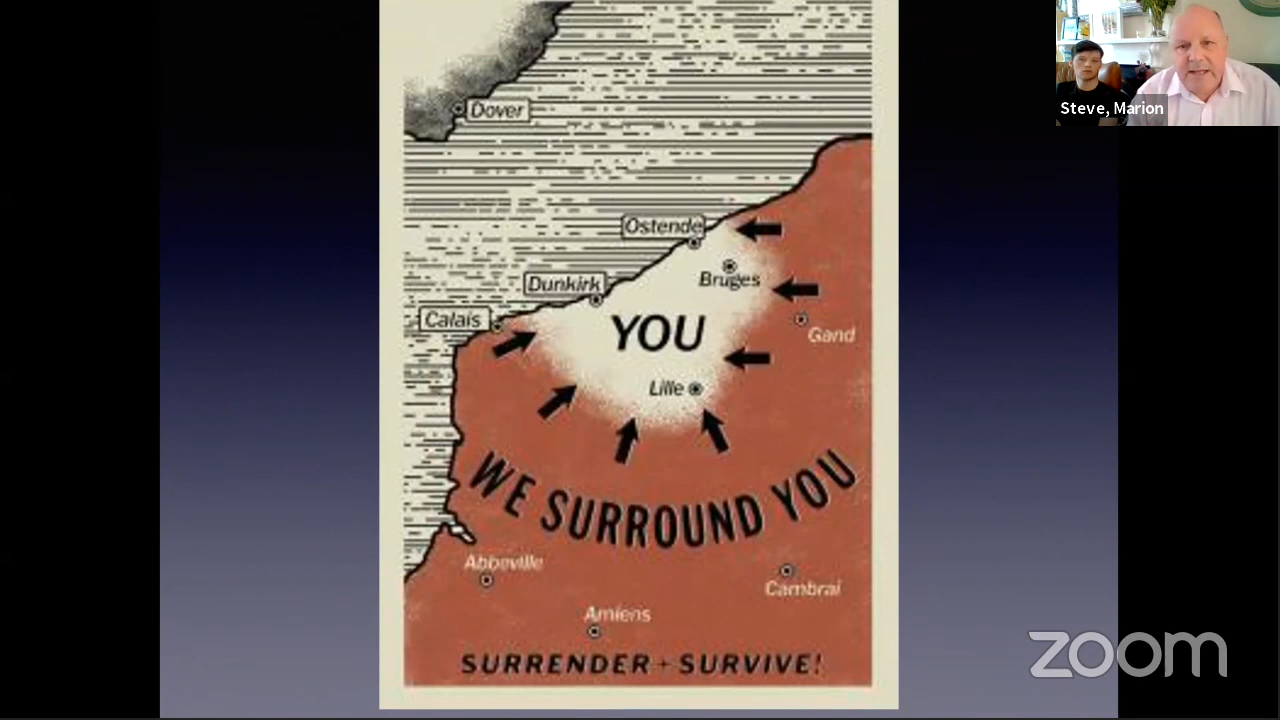 Steve, Marion
Dover
Ostende
Bruges
Dunkirk
Calais
YOU
Gand
Lille
WE SURROUND YOU
Abbeville
Cambrai
Amiens
SURRENDER + SURVIVE!
zoom